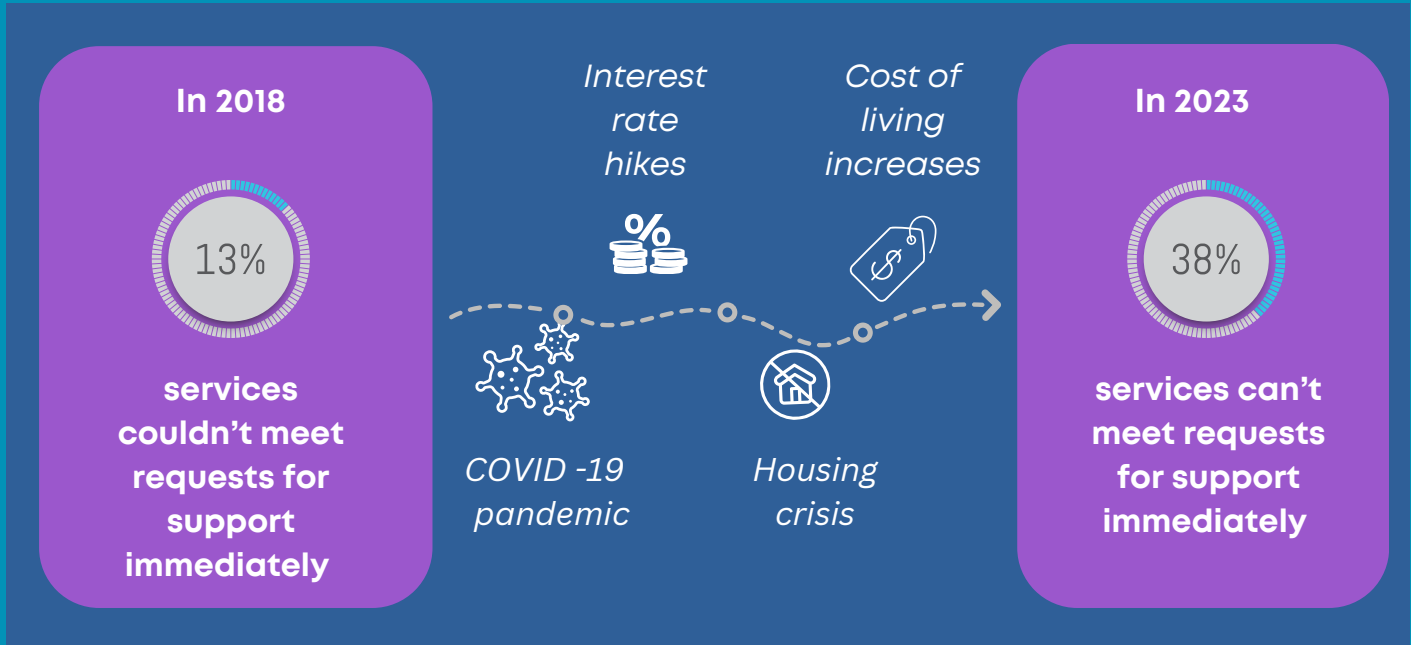 In 2018
13%
services
couldn’t meet
requests for
support
immediately
Interest
rate
hikes
%
Cost of
living
increases
$
COVID -19
pandemic
Housing
crisis
In 2023
38%
services can’t
meet requests
for support
immediately